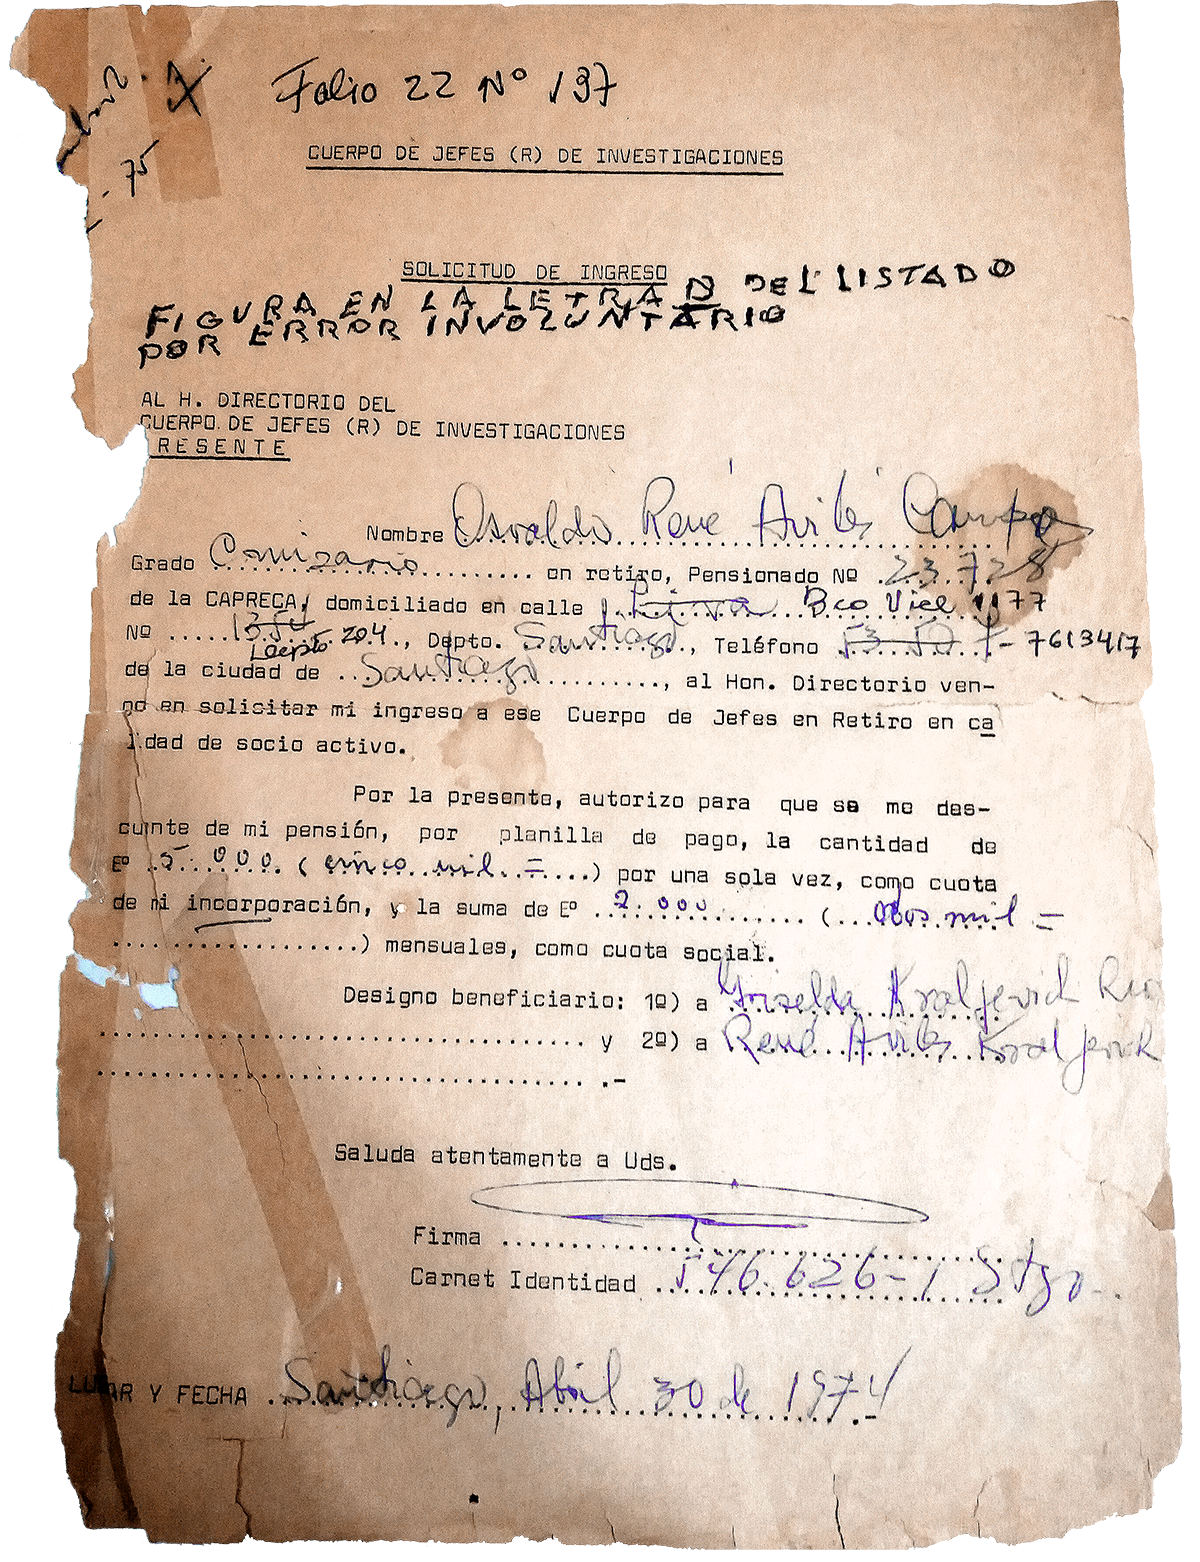 Folio 22 Nº 197
- 75
CUERPO DE JEFES (R) DE INVESTIGACIONES
SOLICITUD DE INGRESO
FIGURA EN LA LETRA D DEL LISTADO
POR ERROR INVOLUNTARIO
AL H. DIRECTORIO DEL
CUERPO DE JEFES (R) DE INVESTIGACIONES
RESENTE
Nombre Osvaldo René Avilés Campos
Grado Comisario en retiro, Pensionado Nº 23.728
de la CAPRECA, domiciliado en calle Bco Vice 1177
Nº 1350 Depto 204., Depto. Santiago., Teléfono - 7613417
de la ciudad de Santiago, al Hon. Directorio ven-
go en solicitar mi ingreso a ese Cuerpo de Jefes en Retiro en ca
lidad de socio activo.
Por la presente, autorizo para que se me des-
cuente de mi pensión, por planilla de pago, la cantidad de
Eº 5.000. (cinco mil =) por una sola vez, como cuota
de mi incorporación, y la suma de Eº 2.000 (dos mil =
) mensuales, como cuota social.
Designo beneficiario: 1º) a Griselda Kraljevich
y 2º) a René Avilés Kraljevich
.-
Saluda atentamente a Uds.
Firma
Carnet Identidad 546.626-1 Stgo.
LUGAR Y FECHA Santiago, Abril 30 de 1974.-